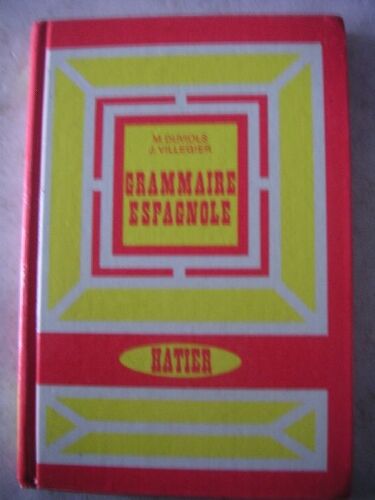 M. DUVIOLS
J. VILLEGIER
GRAMMAIRE
ESPAGNOLE
HATIER